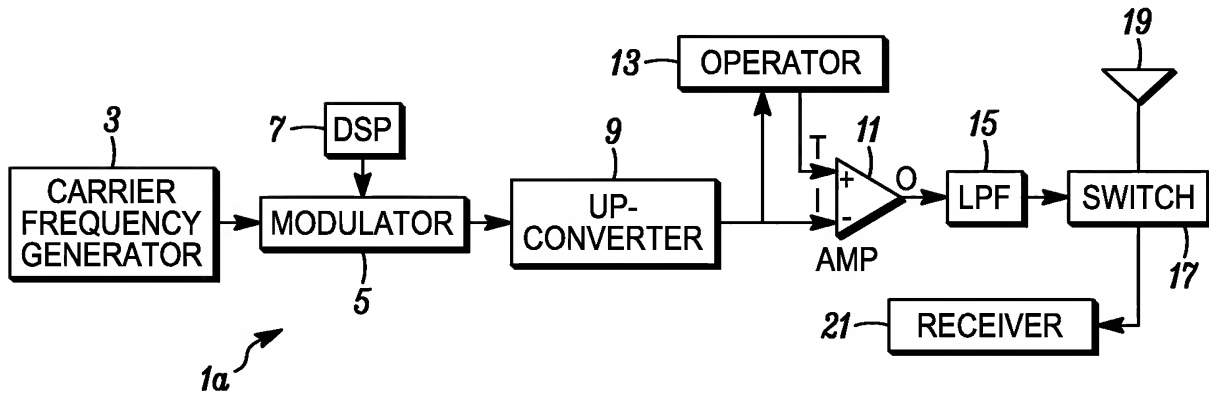 19
13
OPERATOR
3
7
DSP
9
T
11
15
CARRIER
FREQUENCY
GENERATOR
MODULATOR
UP-
CONVERTER
I
+
-
O
LPF
SWITCH
AMP
5
17
21
RECEIVER
1a